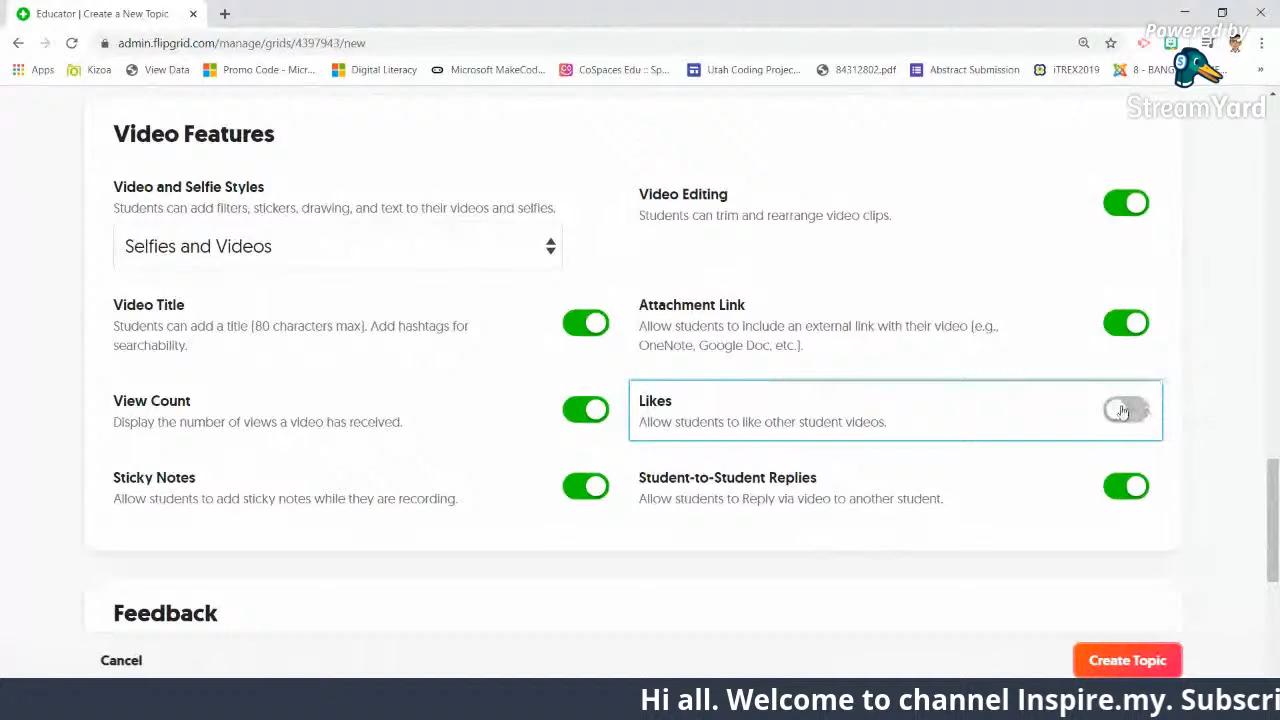 Educator | Create a New Topic
admin.flipgrid.com/manage/grids/4397943/new
Powered by
Apps Kizoa View Data Promo Code - Micr... Digital Literacy Microsoft MakeCod... CoSpaces Edu :: Sp... Utah Coding Projec... 84312802.pdf Abstract Submission iTREX2019 8 - BANG
StreamYard
Video Features
Video and Selfie Styles
Students can add filters, stickers, drawing, and text to their videos and selfies.
Selfies and Videos
Video Editing
Students can trim and rearrange video clips.
Video Title
Students can add a title (80 characters max). Add hashtags for
searchability.
Attachment Link
Allow students to include an external link with their video (e.g.,
OneNote, Google Doc, etc.).
View Count
Display the number of views a video has received.
Likes
Allow students to like other student videos.
Sticky Notes
Allow students to add sticky notes while they are recording.
Student-to-Student Replies
Allow students to Reply via video to another student.
Feedback
Cancel
Create Topic
Hi all. Welcome to channel Inspire.my. Subscri